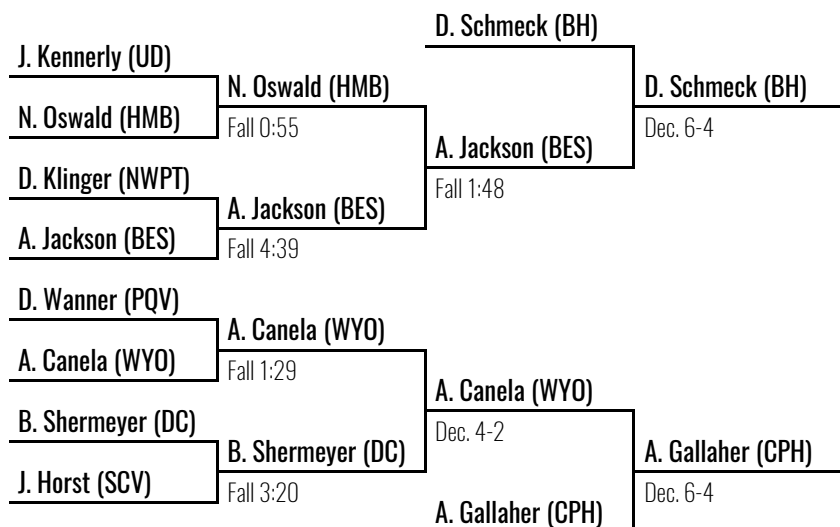 D. Schmeck (BH)
J. Kennerly (UD)
N. Oswald (HMB)
D. Schmeck (BH)
N. Oswald (HMB)
Fall 0:55
Dec. 6-4
A. Jackson (BES)
D. Klinger (NWPT)
Fall 1:48
A. Jackson (BES)
A. Jackson (BES)
Fall 4:39
D. Wanner (PQV)
A. Canela (WYO)
A. Canela (WYO)
Fall 1:29
A. Canela (WYO)
B. Shermeyer (DC)
Dec. 4-2
B. Shermeyer (DC)
A. Gallaher (CPH)
J. Horst (SCV)
Fall 3:20
Dec. 6-4
A. Gallaher (CPH)